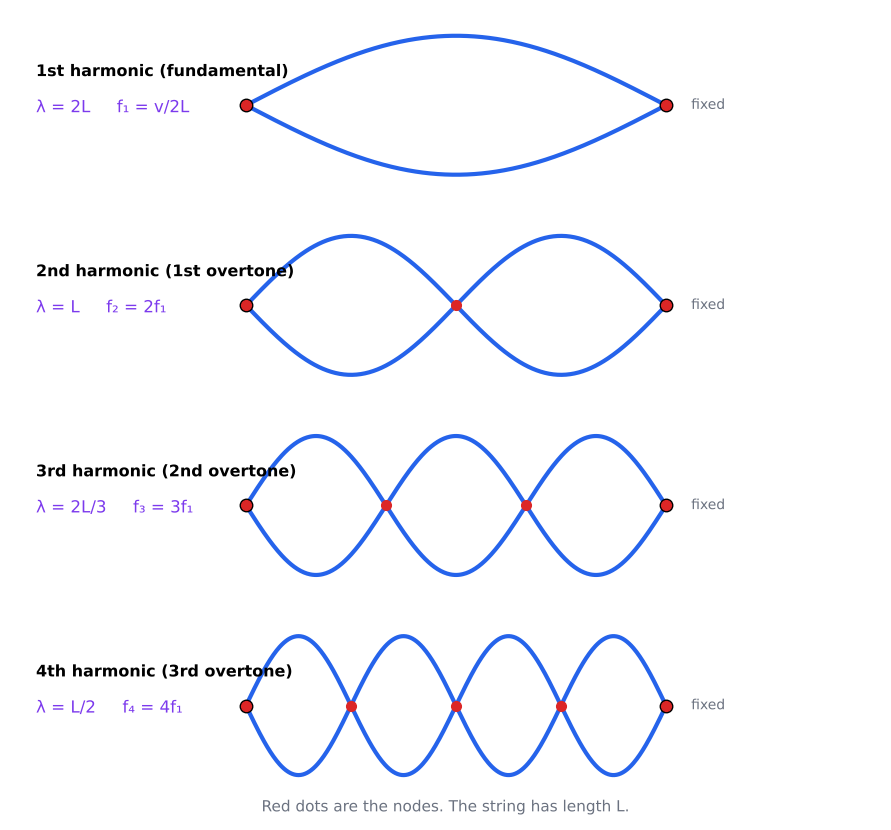 1st harmonic (fundamental)
λ = 2L f₁ = v/2L
fixed
2nd harmonic (1st overtone)
λ = L f₂ = 2f₁
fixed
3rd harmonic (2nd overtone)
λ = 2L/3 f₃ = 3f₁
fixed
4th harmonic (3rd overtone)
λ = L/2 f₄ = 4f₁
fixed
Red dots are the nodes. The string has length L.